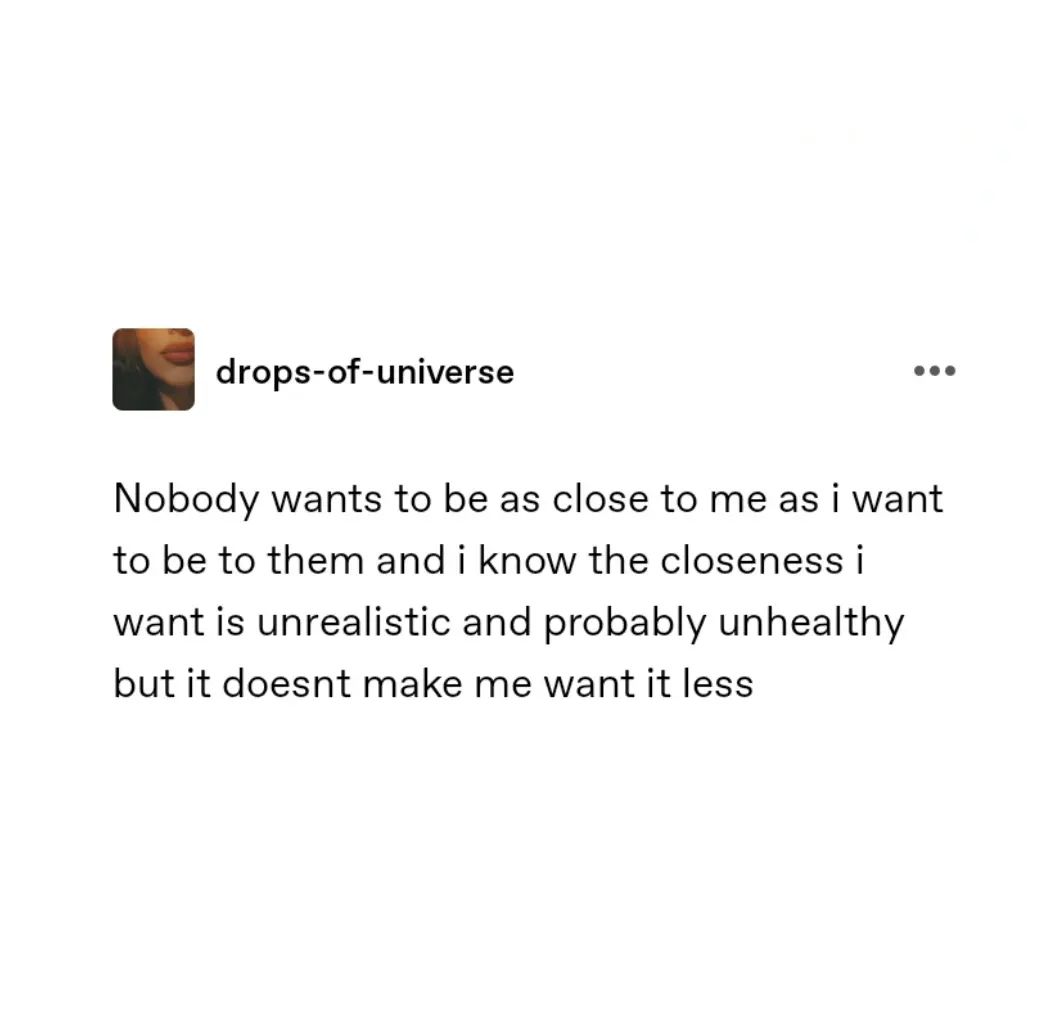 drops-of-universe
Nobody wants to be as close to me as i want
to be to them and i know the closeness i
want is unrealistic and probably unhealthy
but it doesnt make me want it less